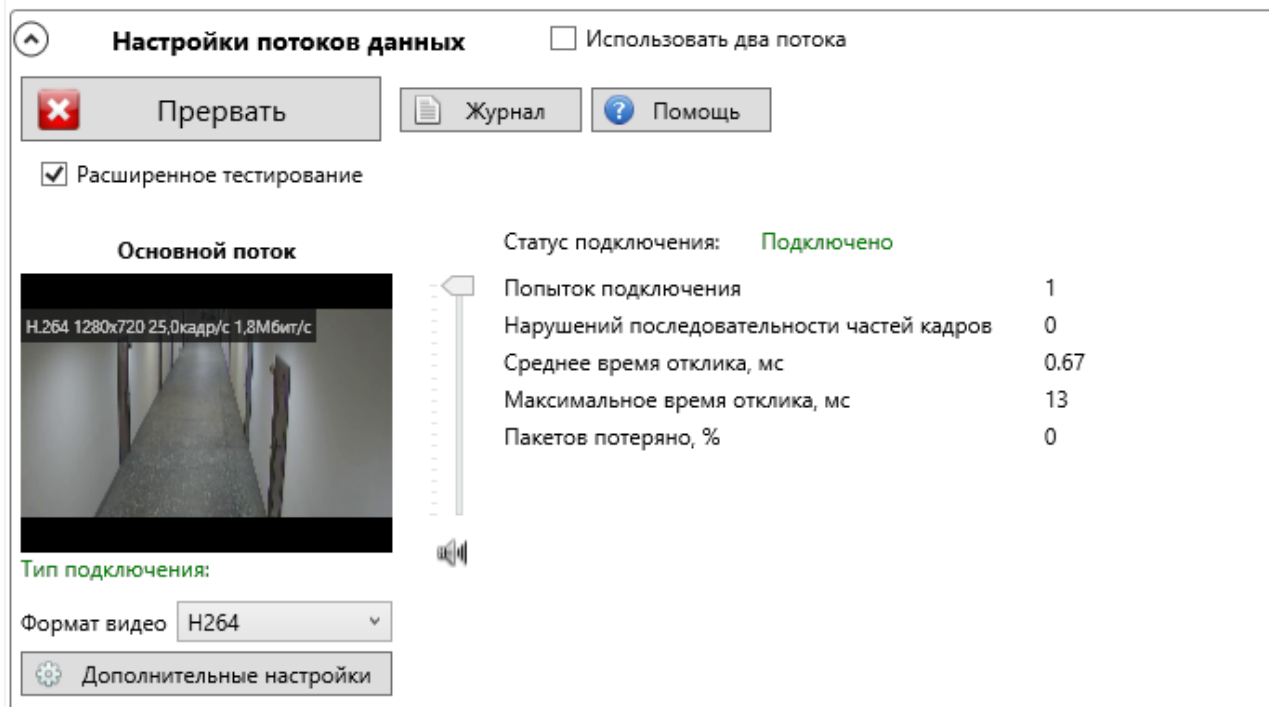 Настройки потоков данных
Использовать два потока
Прервать
Журнал
Помощь
Расширенное тестирование
Основной поток
H.264 1280x720 25,0кадр/с 1,8Мбит/с
Тип подключения:
Формат видео H264
Дополнительные настройки
Статус подключения: Подключено
Попыток подключения 1
Нарушений последовательности частей кадров 0
Среднее время отклика, мс 0.67
Максимальное время отклика, мс 13
Пакетов потеряно, % 0